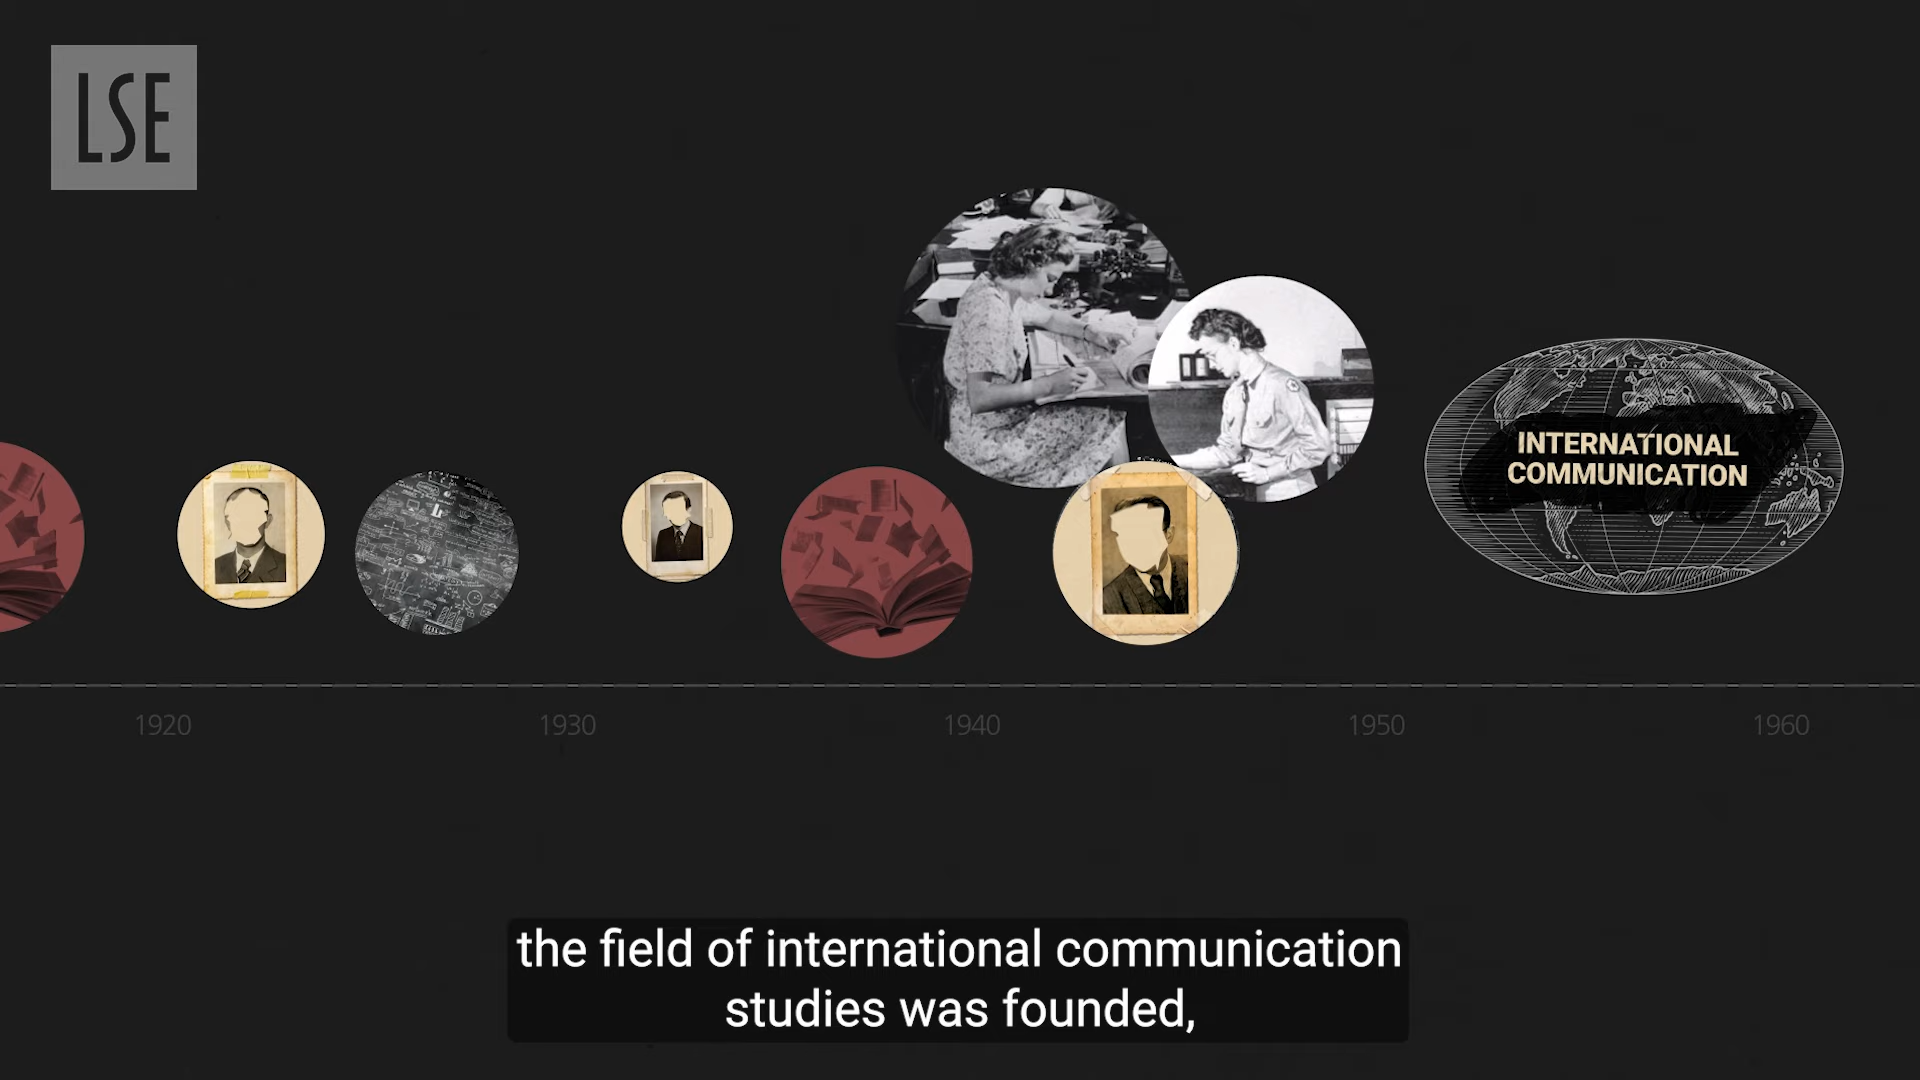 LSE
INTERNATIONAL
COMMUNICATION
1920
1930
1940
1950
1960
the field of international communication
studies was founded,